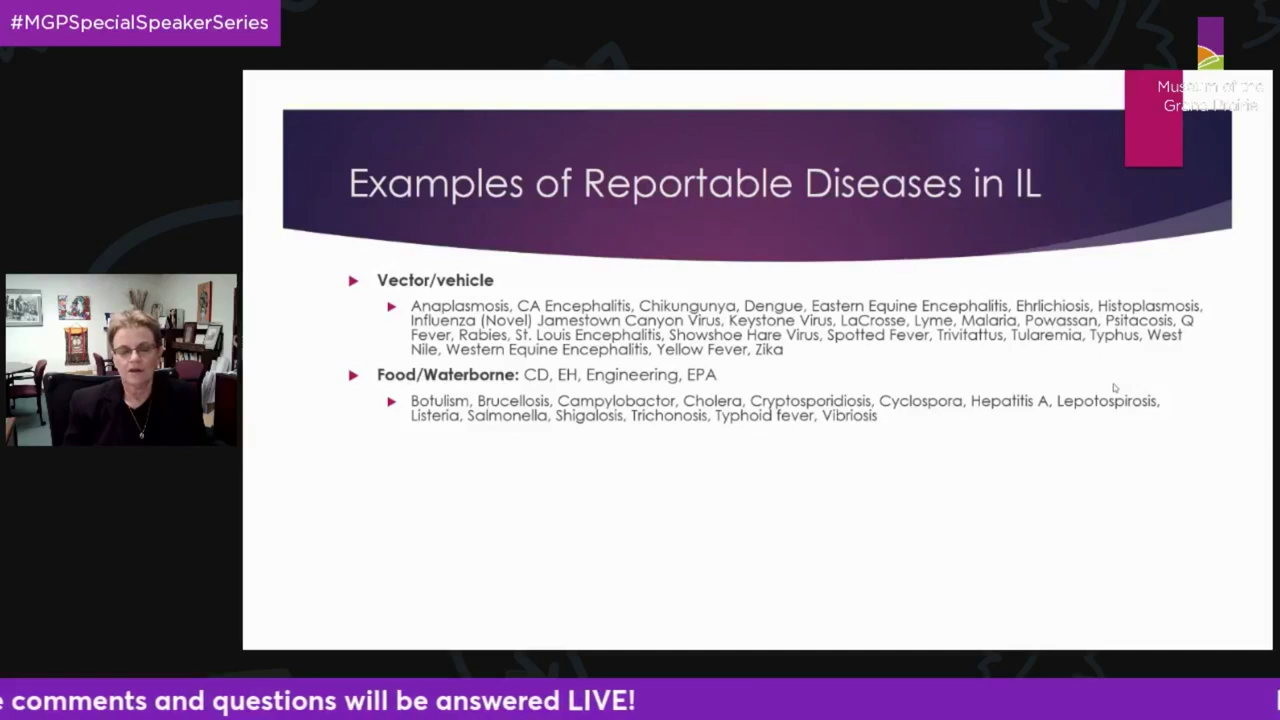 #MGPSpecialSpeakerSeries
Museum of the
Grand Prairie
Examples of Reportable Diseases in IL
Vector/vehicle
Anaplasmosis, CA Encephalitis, Chikungunya, Dengue, Eastern Equine Encephalitis, Ehrlichiosis, Histoplasmosis,
Influenza (Novel) Jamestown Canyon Virus, Keystone Virus, LaCrosse, Lyme, Malaria, Powassan, Psitacosis, Q
Fever, Rabies, St. Louis Encephalitis, Showshoe Hare Virus, Spotted Fever, Trivittatus, Tularemia, Typhus, West
Nile, Western Equine Encephalitis, Yellow Fever, Zika
Food/Waterborne: CD, EH, Engineering, EPA
Botulism, Brucellosis, Campylobactor, Cholera, Cryptosporidiosis, Cyclospora, Hepatitis A, Lepotospirosis,
Listeria, Salmonella, Shigalosis, Trichonosis, Typhoid fever, Vibriosis
comments and questions will be answered LIVE!